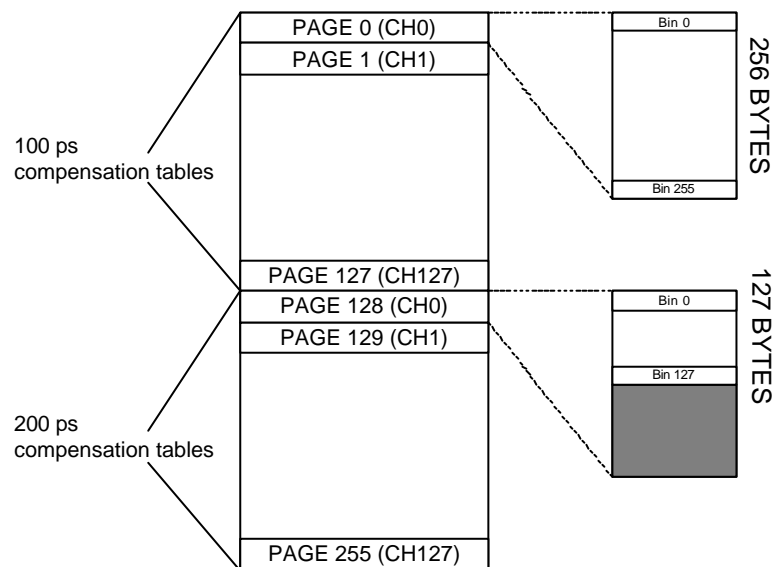 PAGE 0 (CH0)
PAGE 1 (CH1)
Bin 0
Bin 255
256 BYTES
100 ps
compensation tables
PAGE 127 (CH127)
PAGE 128 (CH0)
PAGE 129 (CH1)
Bin 0
Bin 127
127 BYTES
200 ps
compensation tables
PAGE 255 (CH127)